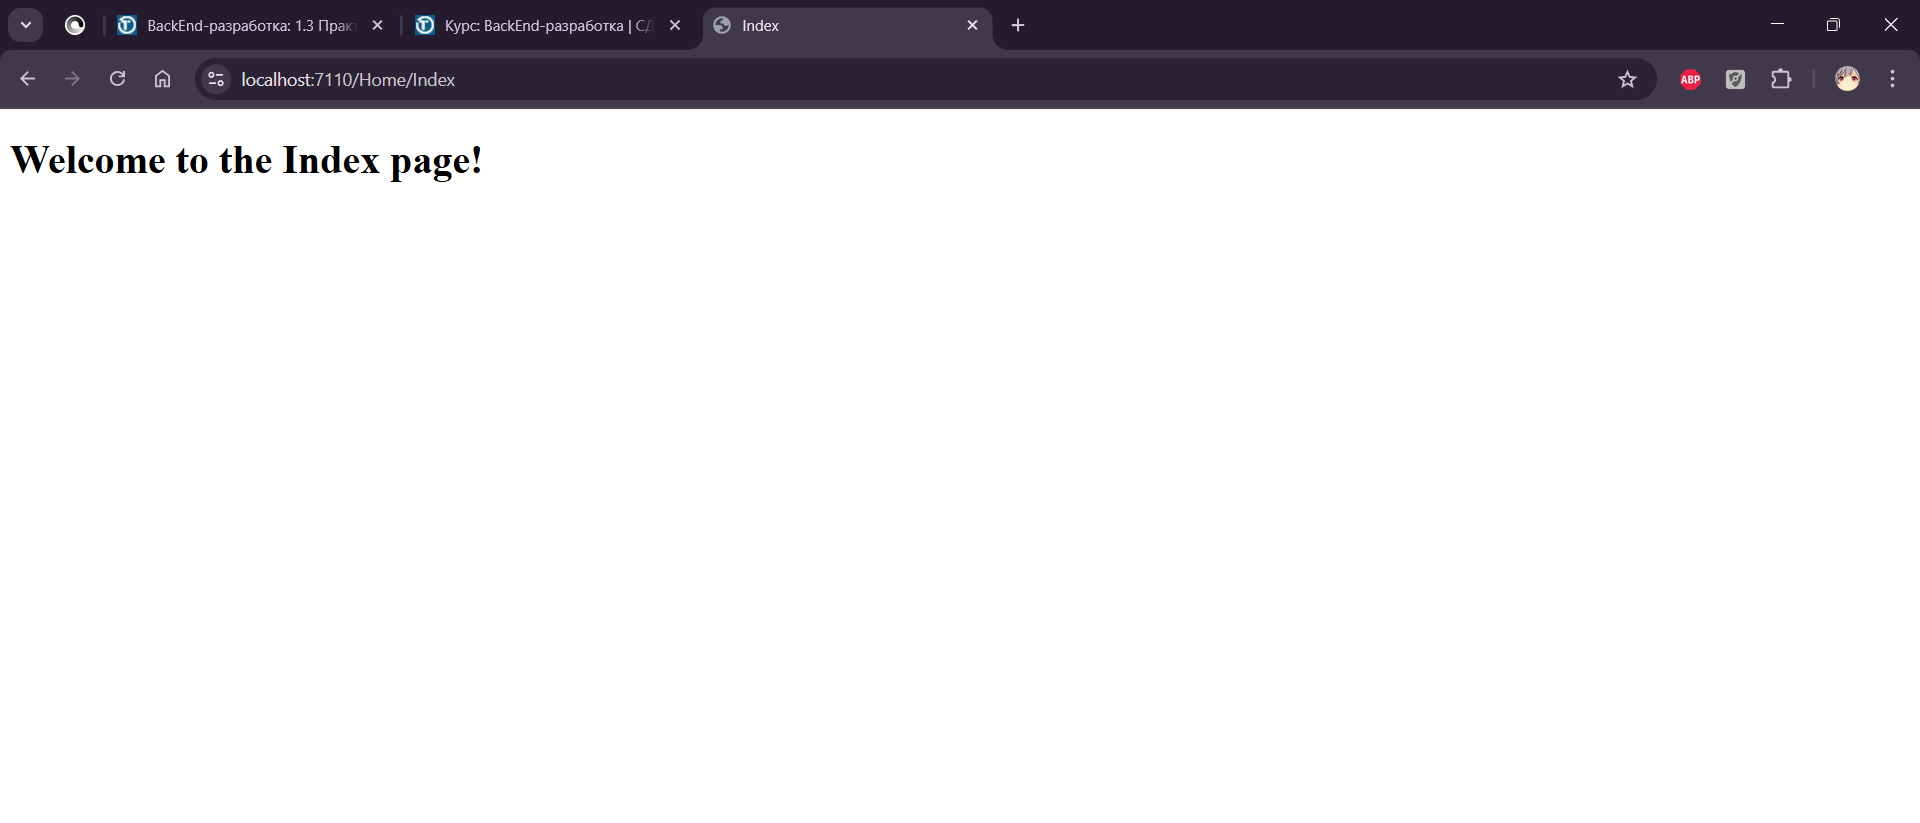 BackEnd-разработка: 1.3 Прак
Курс: BackEnd-разработка | СД
Index
localhost:7110/Home/Index
ABP
Welcome to the Index page!